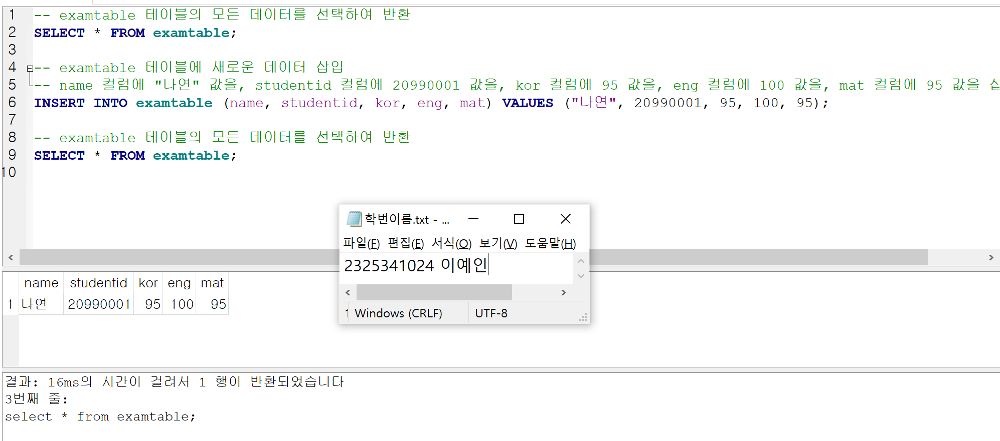 1 -- examtable 테이블의 모든 데이터를 선택하여 반환
2 SELECT * FROM examtable;
3
4 -- examtable 테이블에 새로운 데이터 삽입
5 -- name 컬럼에 "나연" 값을, studentid 컬럼에 20990001 값을, kor 컬럼에 95 값을, eng 컬럼에 100 값을, mat 컬럼에 95 값을
6 INSERT INTO examtable (name, studentid, kor, eng, mat) VALUES ("나연", 20990001, 95, 100, 95);
7
8 -- examtable 테이블의 모든 데이터를 선택하여 반환
9 SELECT * FROM examtable;
10
학번이름.txt - ...
파일(F) 편집(E) 서식(O) 보기(V) 도움말(H)
2325341024 이예인
Windows (CRLF) UTF-8
name studentid kor eng mat
1 나연 20990001 95 100 95
결과: 16ms의 시간이 걸려서 1 행이 반환되었습니다
3번째 줄:
select * from examtable;